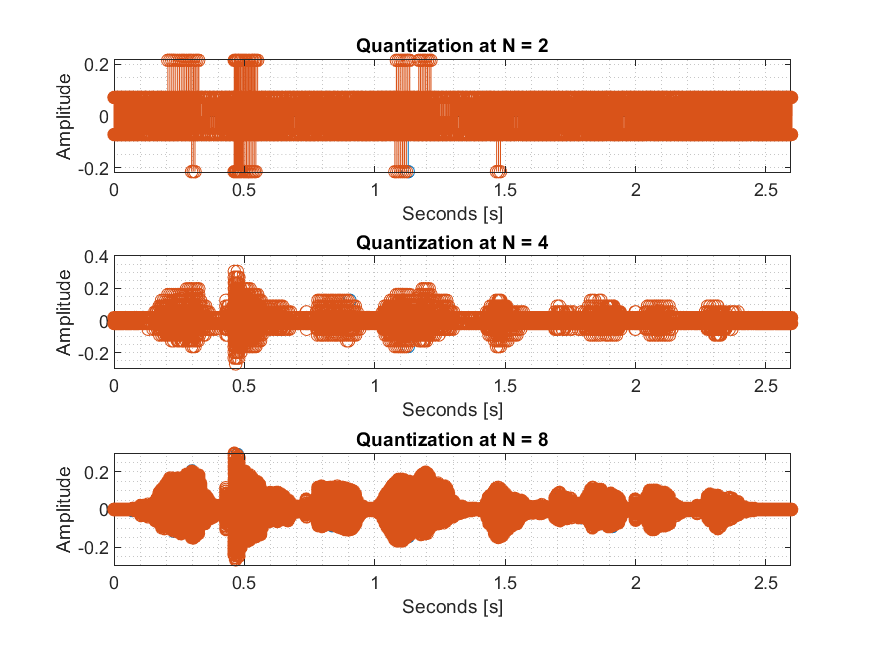 Quantization at N = 2
Amplitude
0.2
0
-0.2
0 0.5 1 1.5 2 2.5
Seconds [s]
Quantization at N = 4
Amplitude
0.4
0.2
0
-0.2
0 0.5 1 1.5 2 2.5
Seconds [s]
Quantization at N = 8
Amplitude
0.2
0
-0.2
0 0.5 1 1.5 2 2.5
Seconds [s]